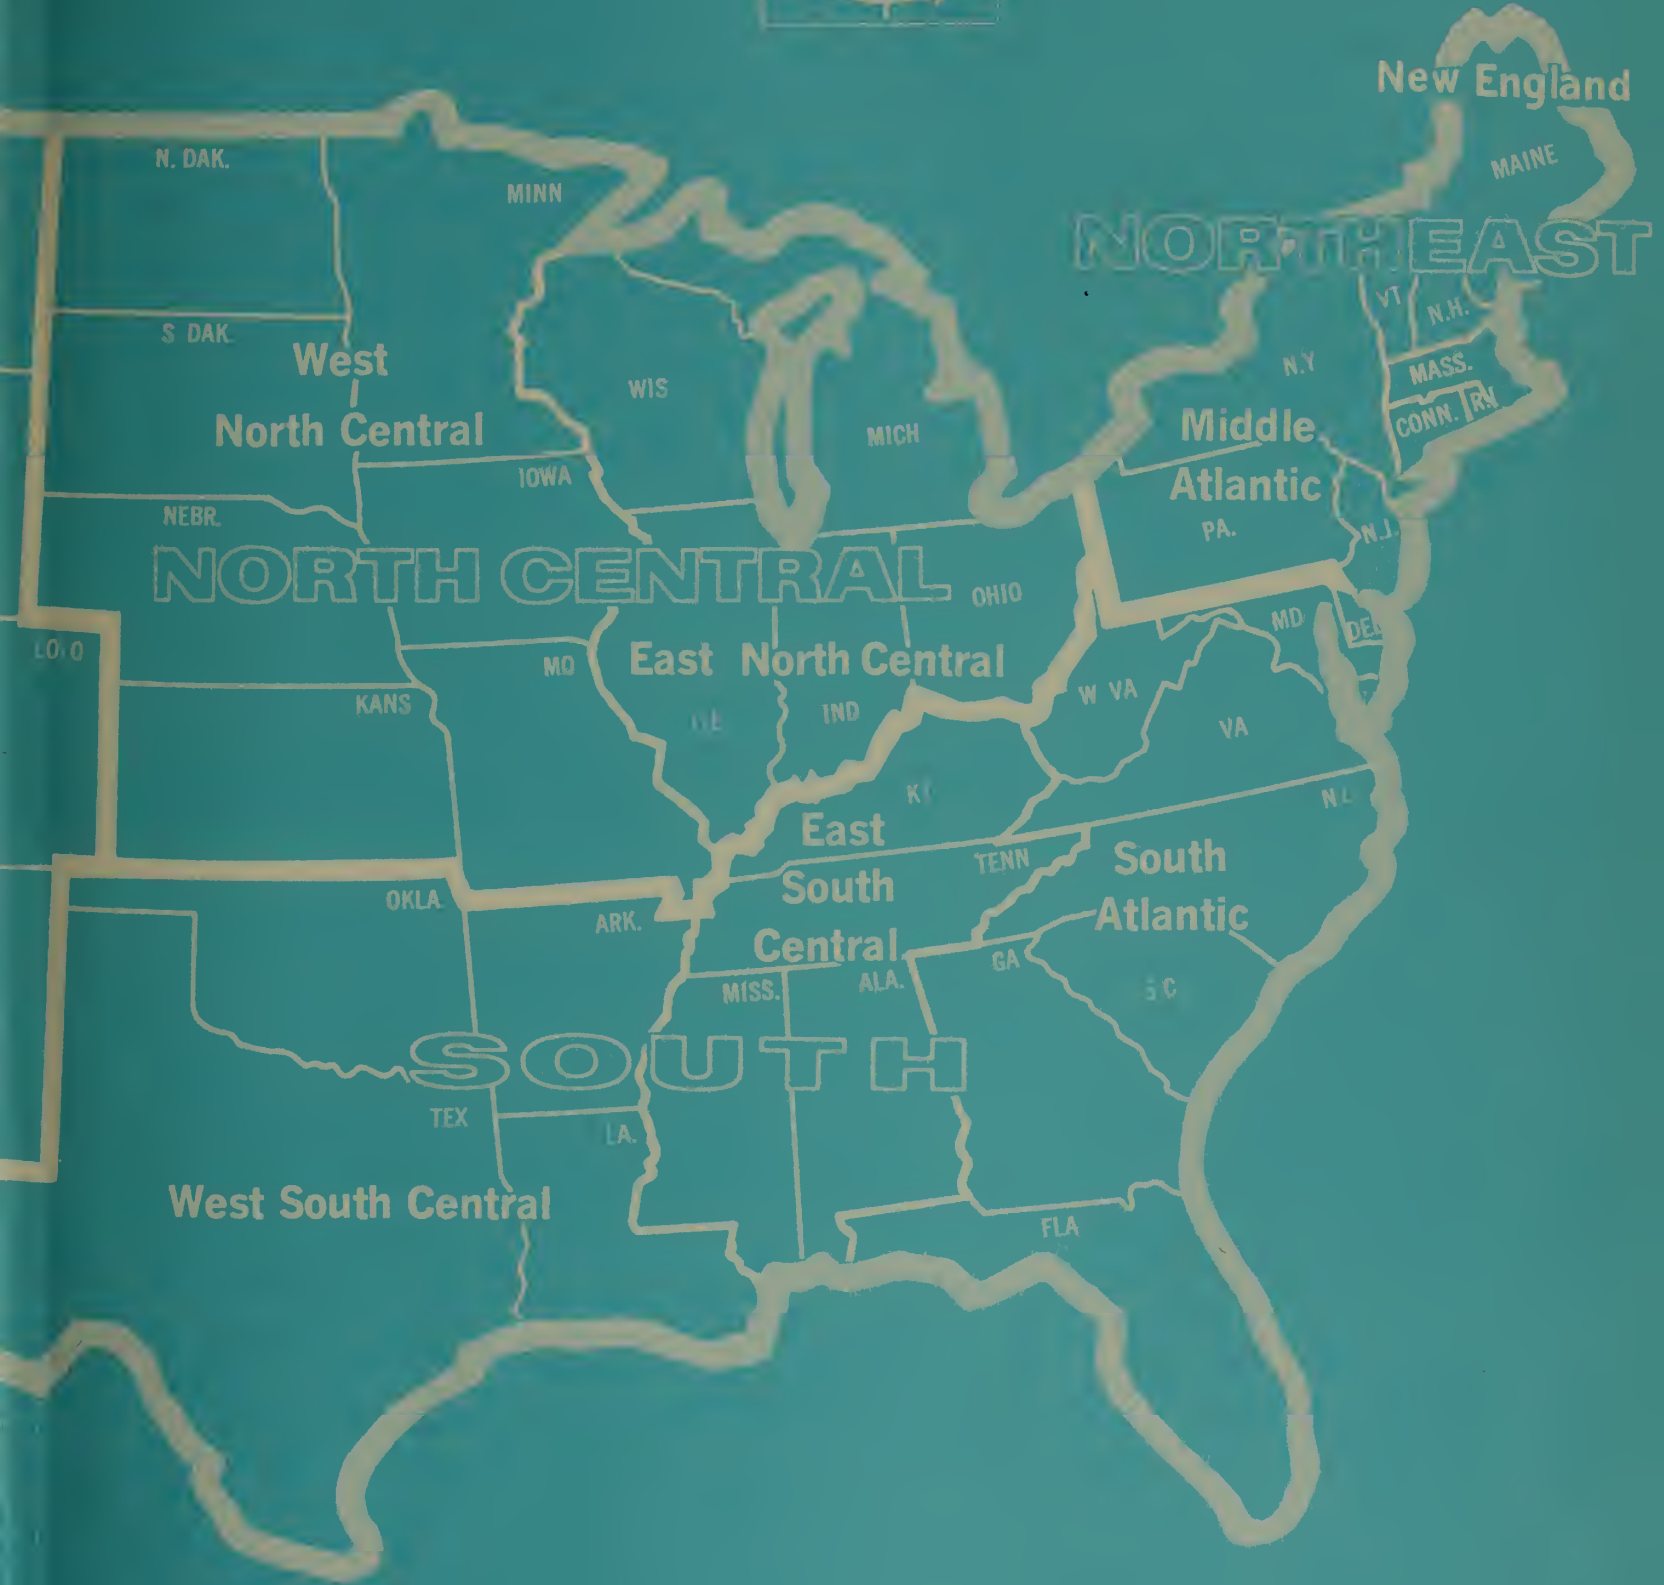 New England
MAINE
N. DAK.
MINN
NORTHEAST
VT
N.H.
S DAK.
West
WIS
N.Y
MASS.
North Central
MICH
Middle
CONN.
R.I.
IOWA
Atlantic
NEBR.
PA.
N.J.
NORTH CENTRAL
OHIO
MD
DEL
MO
East North Central
KANS
IND
W VA
VA
KY
N C
East
TENN
South
OKLA.
ARK.
South
Atlantic
Central
GA
MISS.
ALA.
S C
SOUTH
TEX
LA.
West South Central
FLA